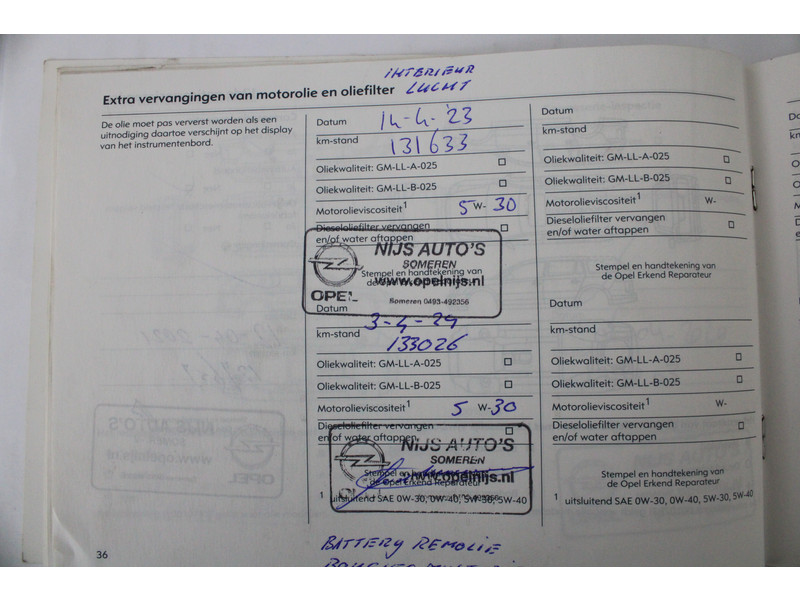 INTERIEUR
Extra vervangingen van motorolie en oliefilter LUCHT
De olie moet pas ververst worden als een
uitnodiging daartoe verschijnt op het display
van het instrumentenbord.
Datum 14-4-'23
km-stand 131633
Oliekwaliteit: GM-LL-A-025
Oliekwaliteit: GM-LL-B-025
Motorolieviscositeit1 5 W- 30
Dieseloliefilter vervangen
en/of water aftappen
NIJS AUTO'S
SOMEREN
Stempel en handtekening van
www.opelnijs.nl
OPEL
Someren 0493-492356
Datum 3-4-24
km-stand 133026
Oliekwaliteit: GM-LL-A-025
Oliekwaliteit: GM-LL-B-025
Motorolieviscositeit1 5 W-30
Dieseloliefilter vervangen
en/of water aftappen
NIJS AUTO'S
SOMEREN
www.opelnijs.nl
de Opel Erkend Reparateur
1 uitsluitend SAE 0W-30, 0W-40, 5W-30, 5W-40
Datum
km-stand
Oliekwaliteit: GM-LL-A-025
Oliekwaliteit: GM-LL-B-025
Motorolieviscositeit1 W-
Dieseloliefilter vervangen
en/of water aftappen
Stempel en handtekening van
de Opel Erkend Reparateur
Datum
km-stand
Oliekwaliteit: GM-LL-A-025
Oliekwaliteit: GM-LL-B-025
Motorolieviscositeit1 W-
Dieseloliefilter vervangen
en/of water aftappen
Stempel en handtekening van
de Opel Erkend Reparateur
1 uitsluitend SAE 0W-30, 0W-40, 5W-30, 5W-40
36
BATTERY REMOLIE